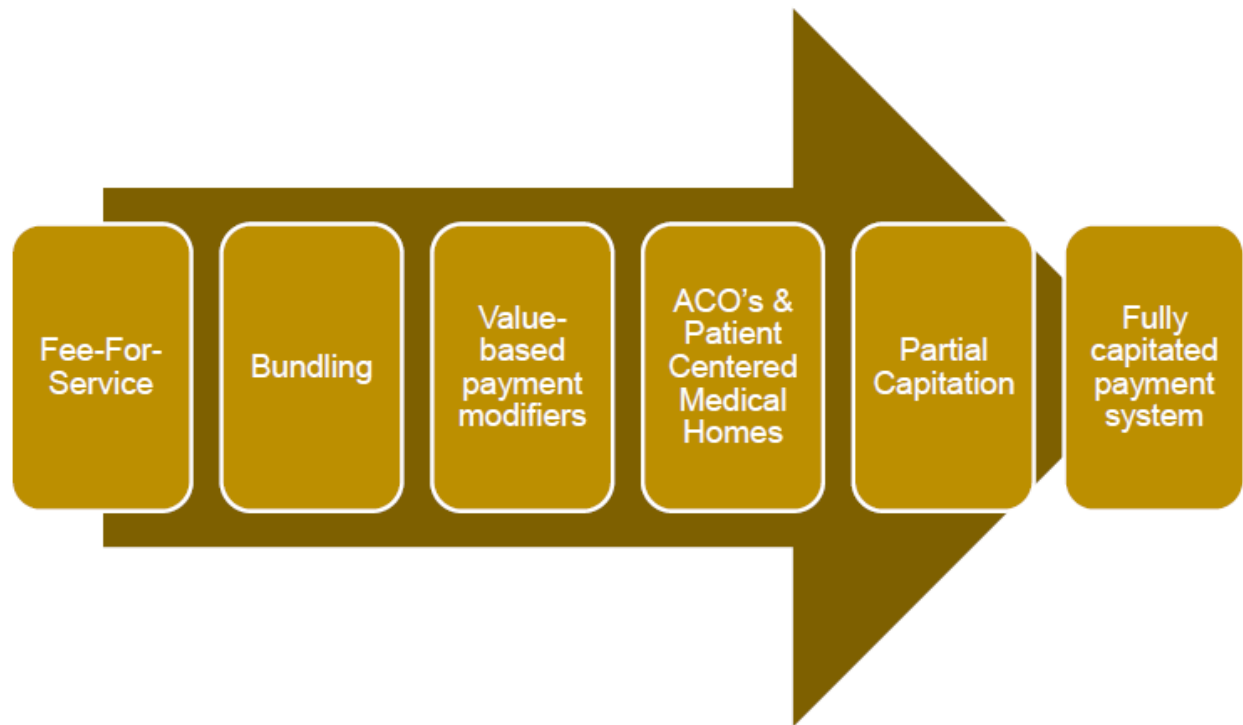 Fee-For-
Service
Bundling
Value-
based
payment
modifiers
ACO's &
Patient
Centered
Medical
Homes
Partial
Capitation
Fully
capitated
payment
system